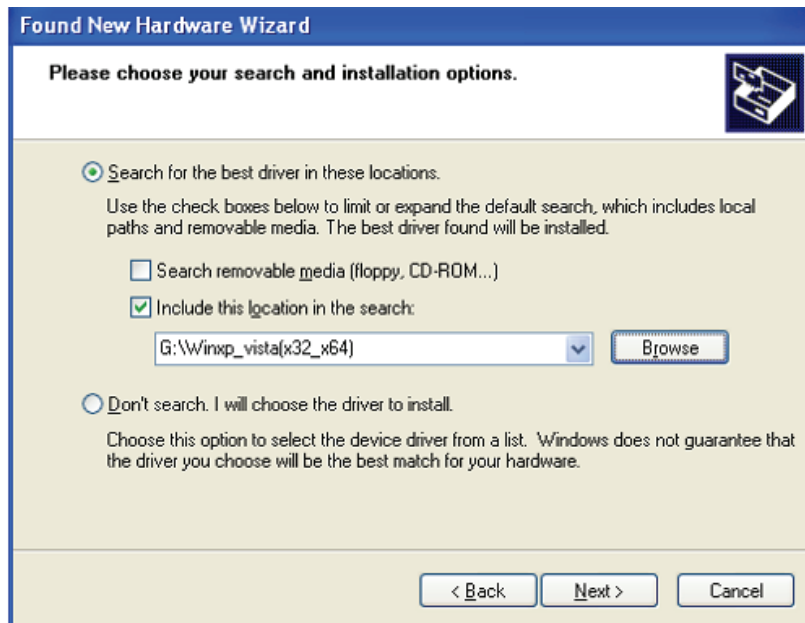 Found New Hardware Wizard
Please choose your search and installation options.
Search for the best driver in these locations.
Use the check boxes below to limit or expand the default search, which includes local
paths and removable media. The best driver found will be installed.
Search removable media (floppy, CD-ROM...)
Include this location in the search:
G:\Winxp_vista(x32_x64)
Browse
Don't search. I will choose the driver to install.
Choose this option to select the device driver from a list. Windows does not guarantee that
the driver you choose will be the best match for your hardware.
< Back
Next >
Cancel